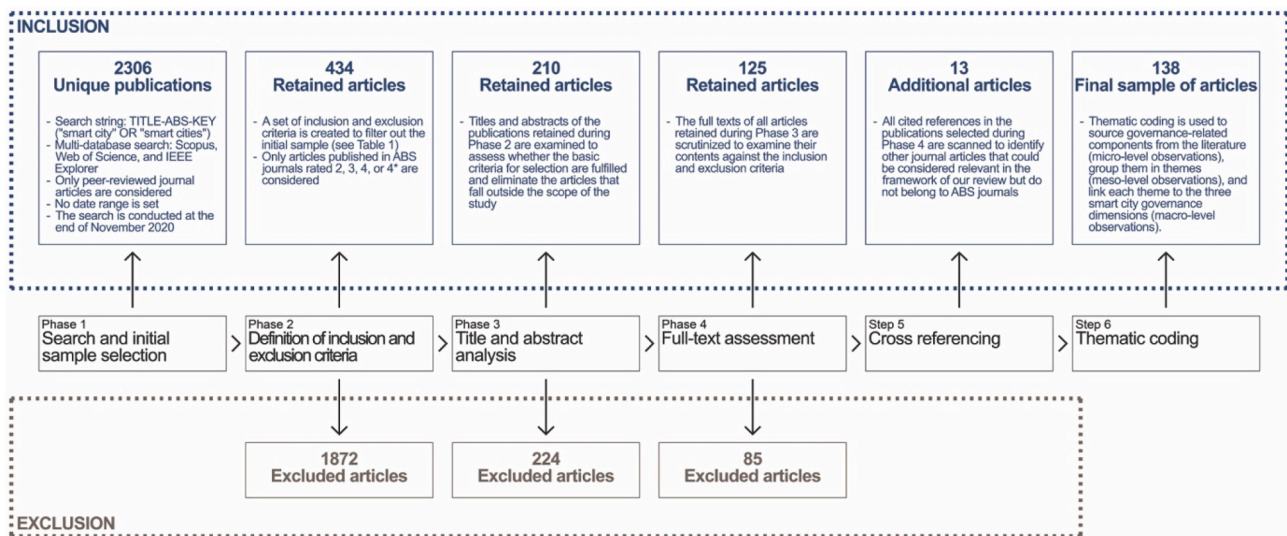 INCLUSION
2306
Unique publications
- Search string: TITLE-ABS-KEY
("smart city" OR "smart cities")
- Multi-database search: Scopus,
Web of Science, and IEEE
Explorer
- Only peer-reviewed journal
articles are considered
- No date range is set
- The search is conducted at the
end of November 2020
434
Retained articles
- A set of inclusion and exclusion
criteria is created to filter out the
initial sample (see Table 1)
- Only articles published in ABS
journals rated 2, 3, 4, or 4* are
considered
210
Retained articles
- Titles and abstracts of the
publications retained during
Phase 2 are examined to
assess whether the basic
criteria for selection are fulfilled
and eliminate the articles that
fall outside the scope of the
study
125
Retained articles
- The full texts of all articles
retained during Phase 3 are
scrutinized to examine their
contents against the inclusion
and exclusion criteria
13
Additional articles
- All cited references in the
publications selected during
Phase 4 are scanned to identify
other journal articles that could
be considered relevant in the
framework of our review but do
not belong to ABS journals
138
Final sample of articles
- Thematic coding is used to
source governance-related
components from the literature
(micro-level observations),
group them in themes
(meso-level observations), and
link each theme to the three
smart city governance
dimensions (macro-level
observations).
Phase 1
Search and initial
sample selection
Phase 2
Definition of inclusion and
exclusion criteria
Phase 3
Title and abstract
analysis
Phase 4
Full-text assessment
Step 5
Cross referencing
Step 6
Thematic coding
1872
Excluded articles
224
Excluded articles
85
Excluded articles
EXCLUSION